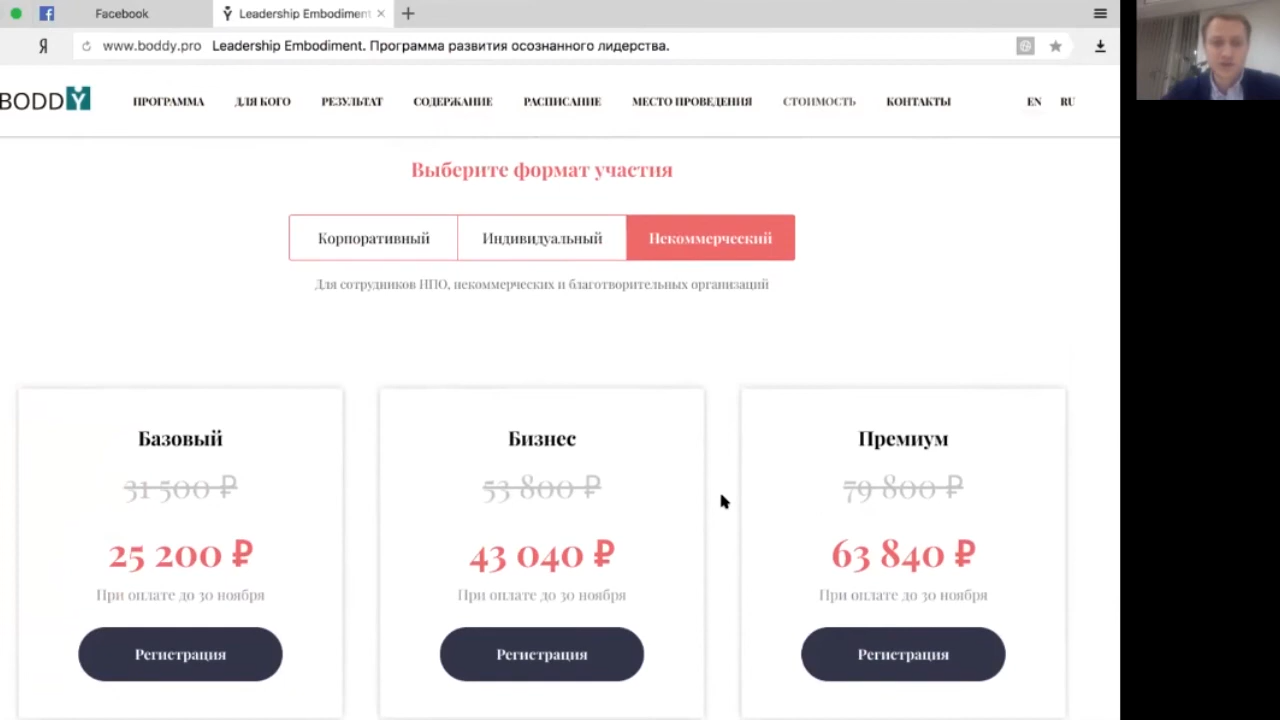 Facebook
Leadership Embodiment
Я www.boddy.pro Leadership Embodiment. Программа развития осознанного лидерства.
BODDY ПРОГРАММА ДЛЯ КОГО РЕЗУЛЬТАТ СОДЕРЖАНИЕ РАСПИСАНИЕ МЕСТО ПРОВЕДЕНИЯ СТОИМОСТЬ КОНТАКТЫ EN RU
Выберите формат участия
Корпоративный Индивидуальный Некоммерческий
Для сотрудников НПО, некоммерческих и благотворительных организаций
Базовый
31 500 ₽
25 200 ₽
При оплате до 30 ноября
Регистрация
Бизнес
53 800 ₽
43 040 ₽
При оплате до 30 ноября
Регистрация
Премиум
79 800 ₽
63 840 ₽
При оплате до 30 ноября
Регистрация